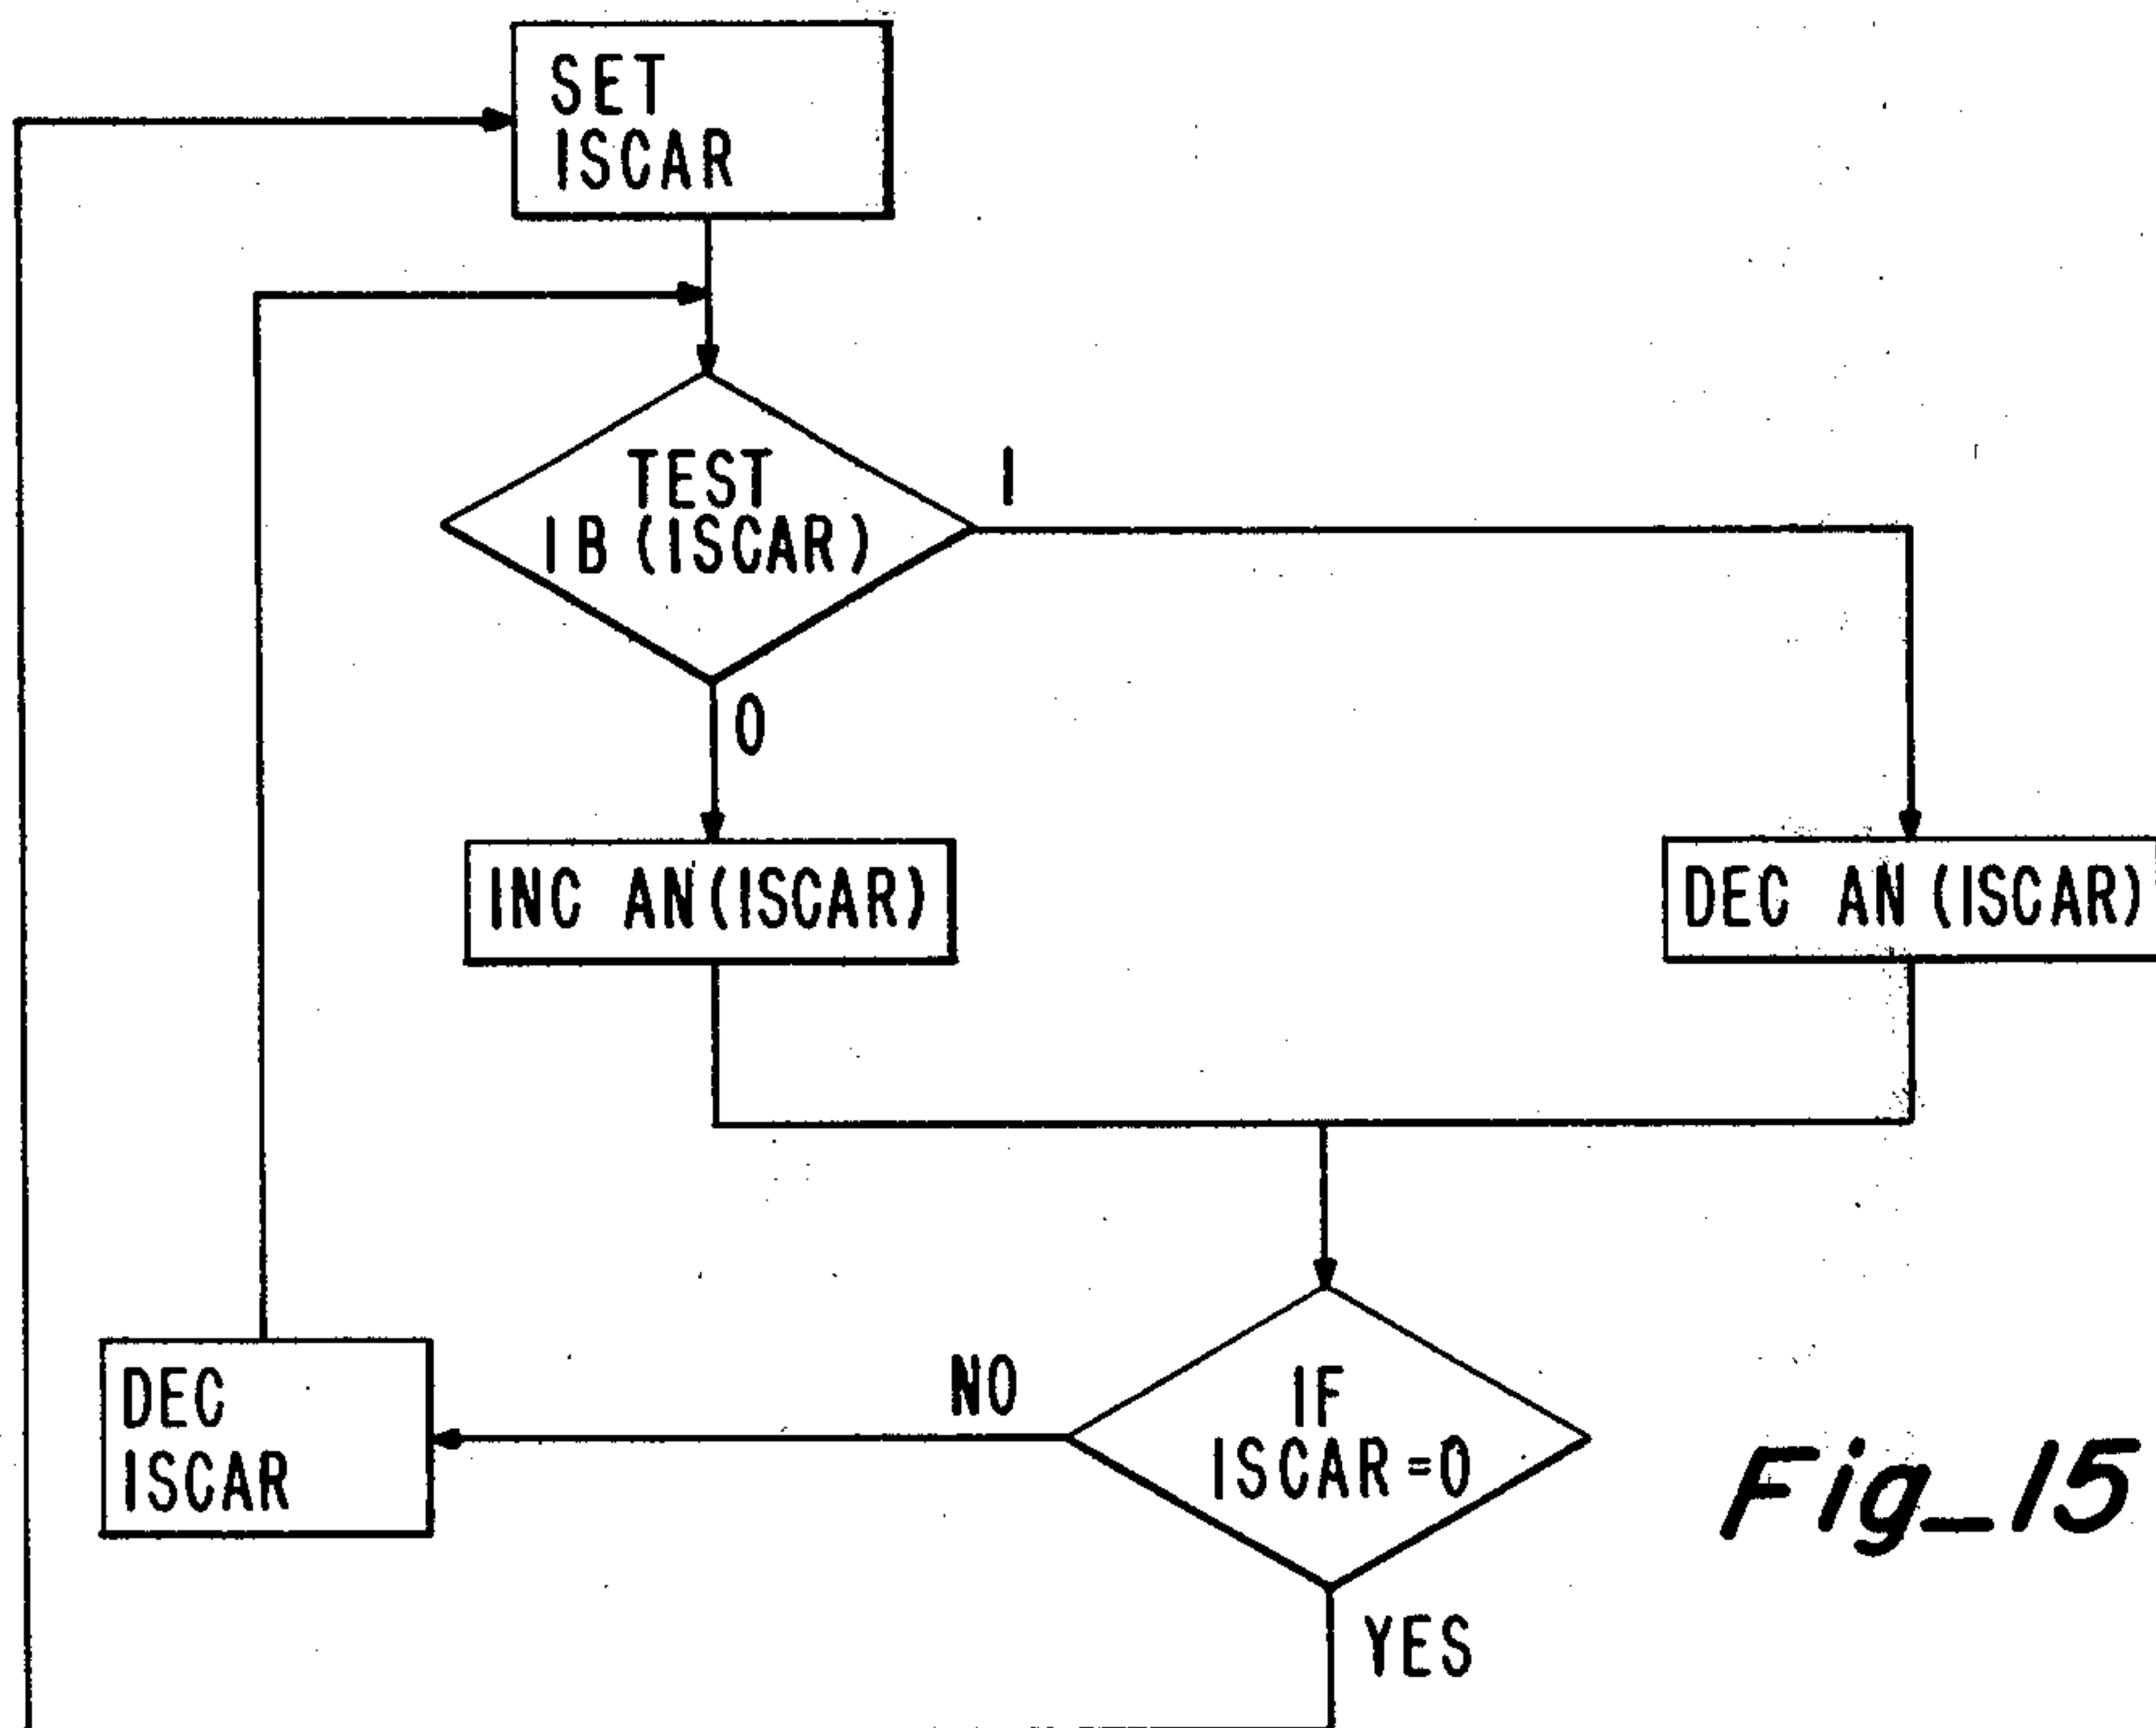 SET
ISCAR
TEST
IB (ISCAR)
1
0
INC AN(ISCAR)
DEC AN (ISCAR)
IF
ISCAR=0
NO
YES
DEC
ISCAR
Fig_15